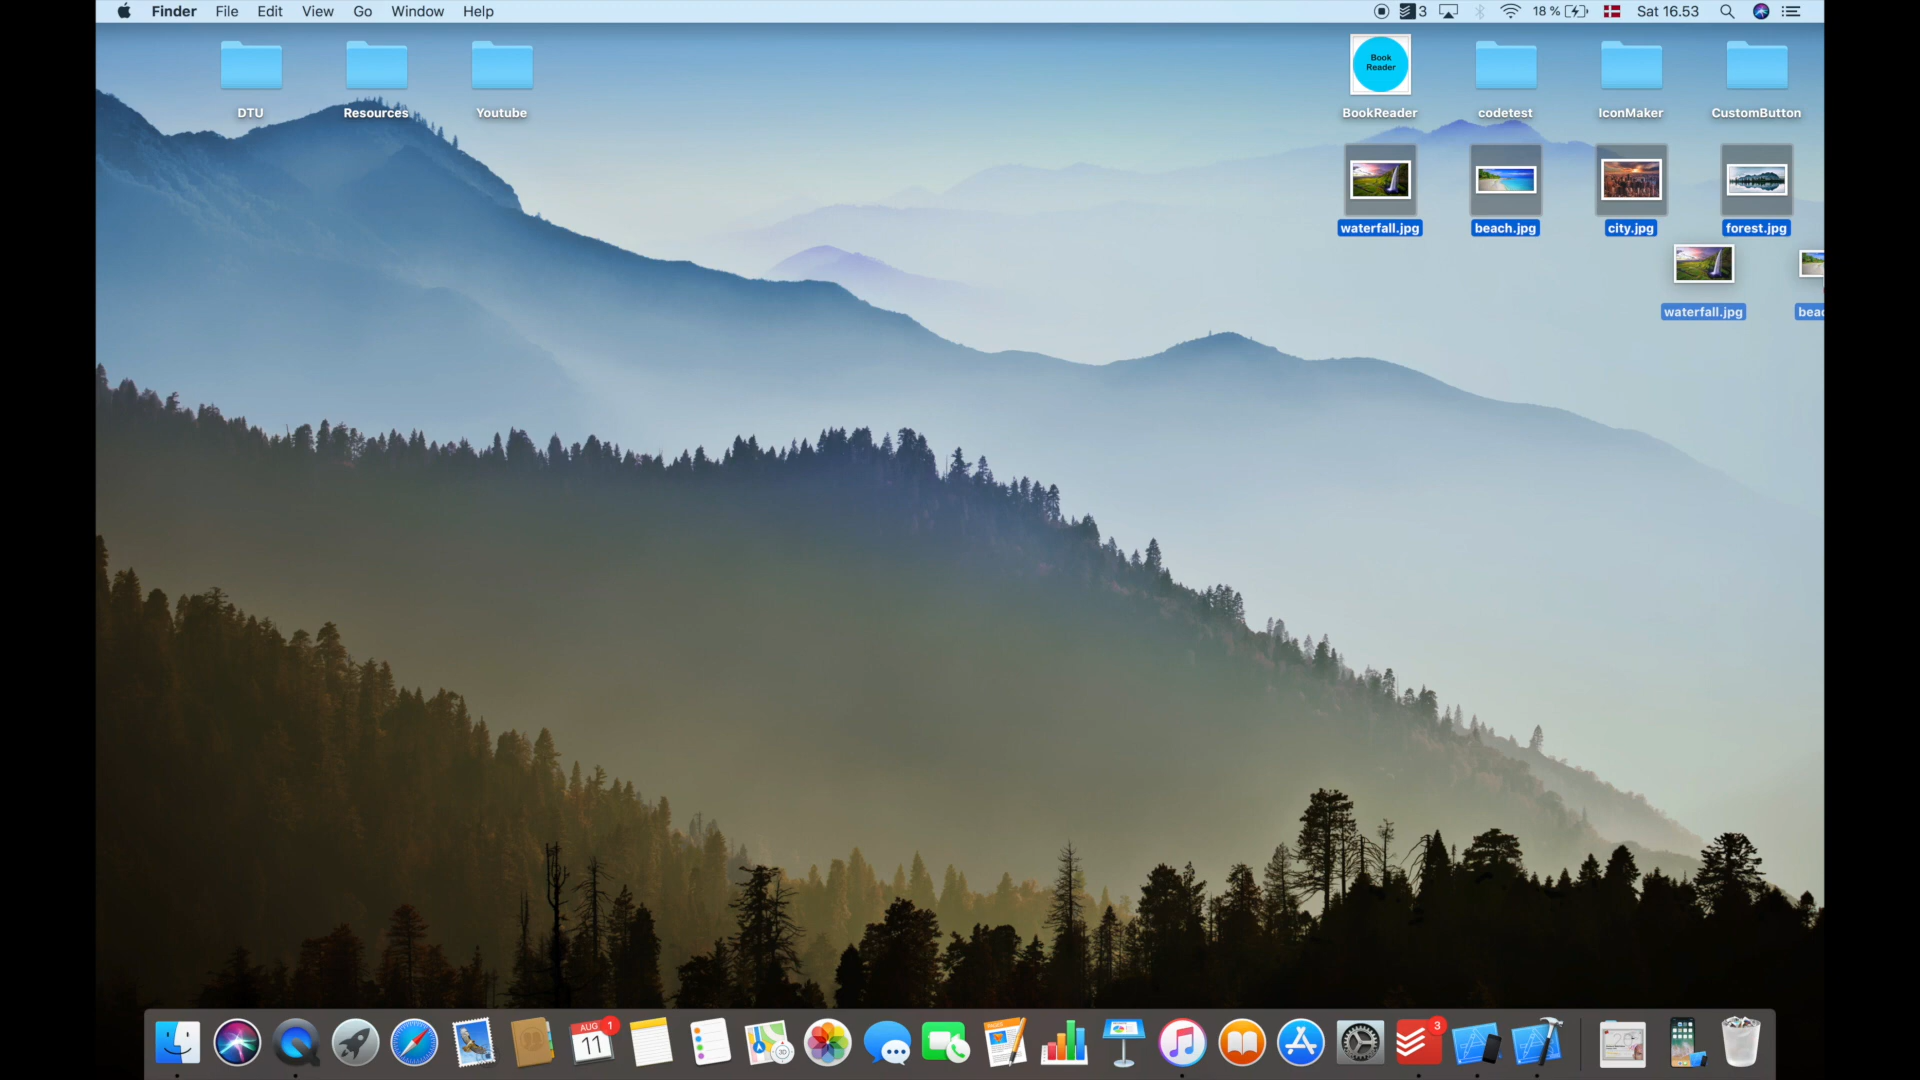 Finder File Edit View Go Window Help 3 18 % Sat 16.53
Book
Reader
DTU Resources Youtube BookReader codetest IconMaker CustomButton
waterfall.jpg beach.jpg city.jpg forest.jpg
waterfall.jpg beac
AUG 1 3
11